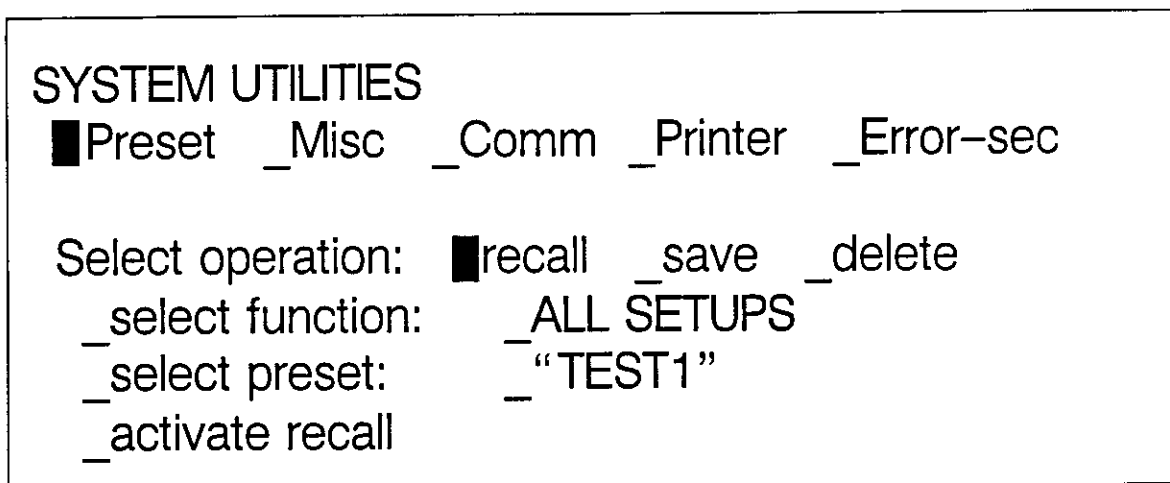 SYSTEM UTILITIES
█Preset _Misc _Comm _Printer _Error–sec
Select operation: █recall _save _delete
_select function: _ALL SETUPS
_select preset: _“TEST1”
_activate recall